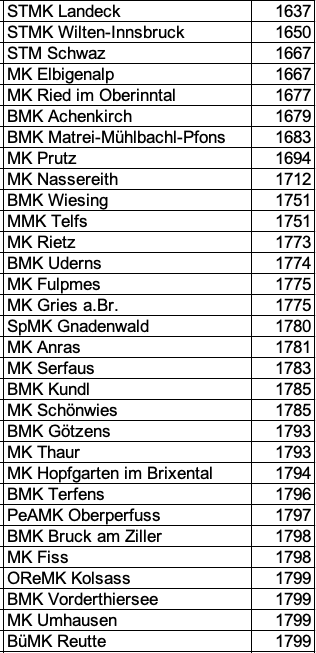 STMK Landeck 1637
STMK Wilten-Innsbruck 1650
STM Schwaz 1667
MK Elbigenalp 1667
MK Ried im Oberinntal 1677
BMK Achenkirch 1679
BMK Matrei-Mühlbachl-Pfons 1683
MK Prutz 1694
MK Nassereith 1712
BMK Wiesing 1751
MMK Telfs 1751
MK Rietz 1773
BMK Uderns 1774
MK Fulpmes 1775
MK Gries a.Br. 1775
SpMK Gnadenwald 1780
MK Anras 1781
MK Serfaus 1783
BMK Kundl 1785
MK Schönwies 1785
BMK Götzens 1793
MK Thaur 1793
MK Hopfgarten im Brixental 1794
BMK Terfens 1796
PeAMK Oberperfuss 1797
BMK Bruck am Ziller 1798
MK Fiss 1798
OReMK Kolsass 1799
BMK Vorderthiersee 1799
MK Umhausen 1799
BüMK Reutte 1799